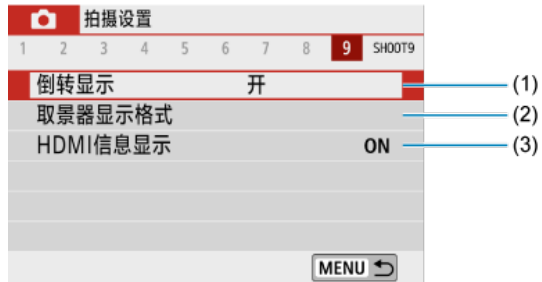 拍摄设置
1 2 3 4 5 6 7 8 9 SHOOT9
倒转显示 开 (1)
取景器显示格式 (2)
HDMI信息显示 ON (3)
MENU